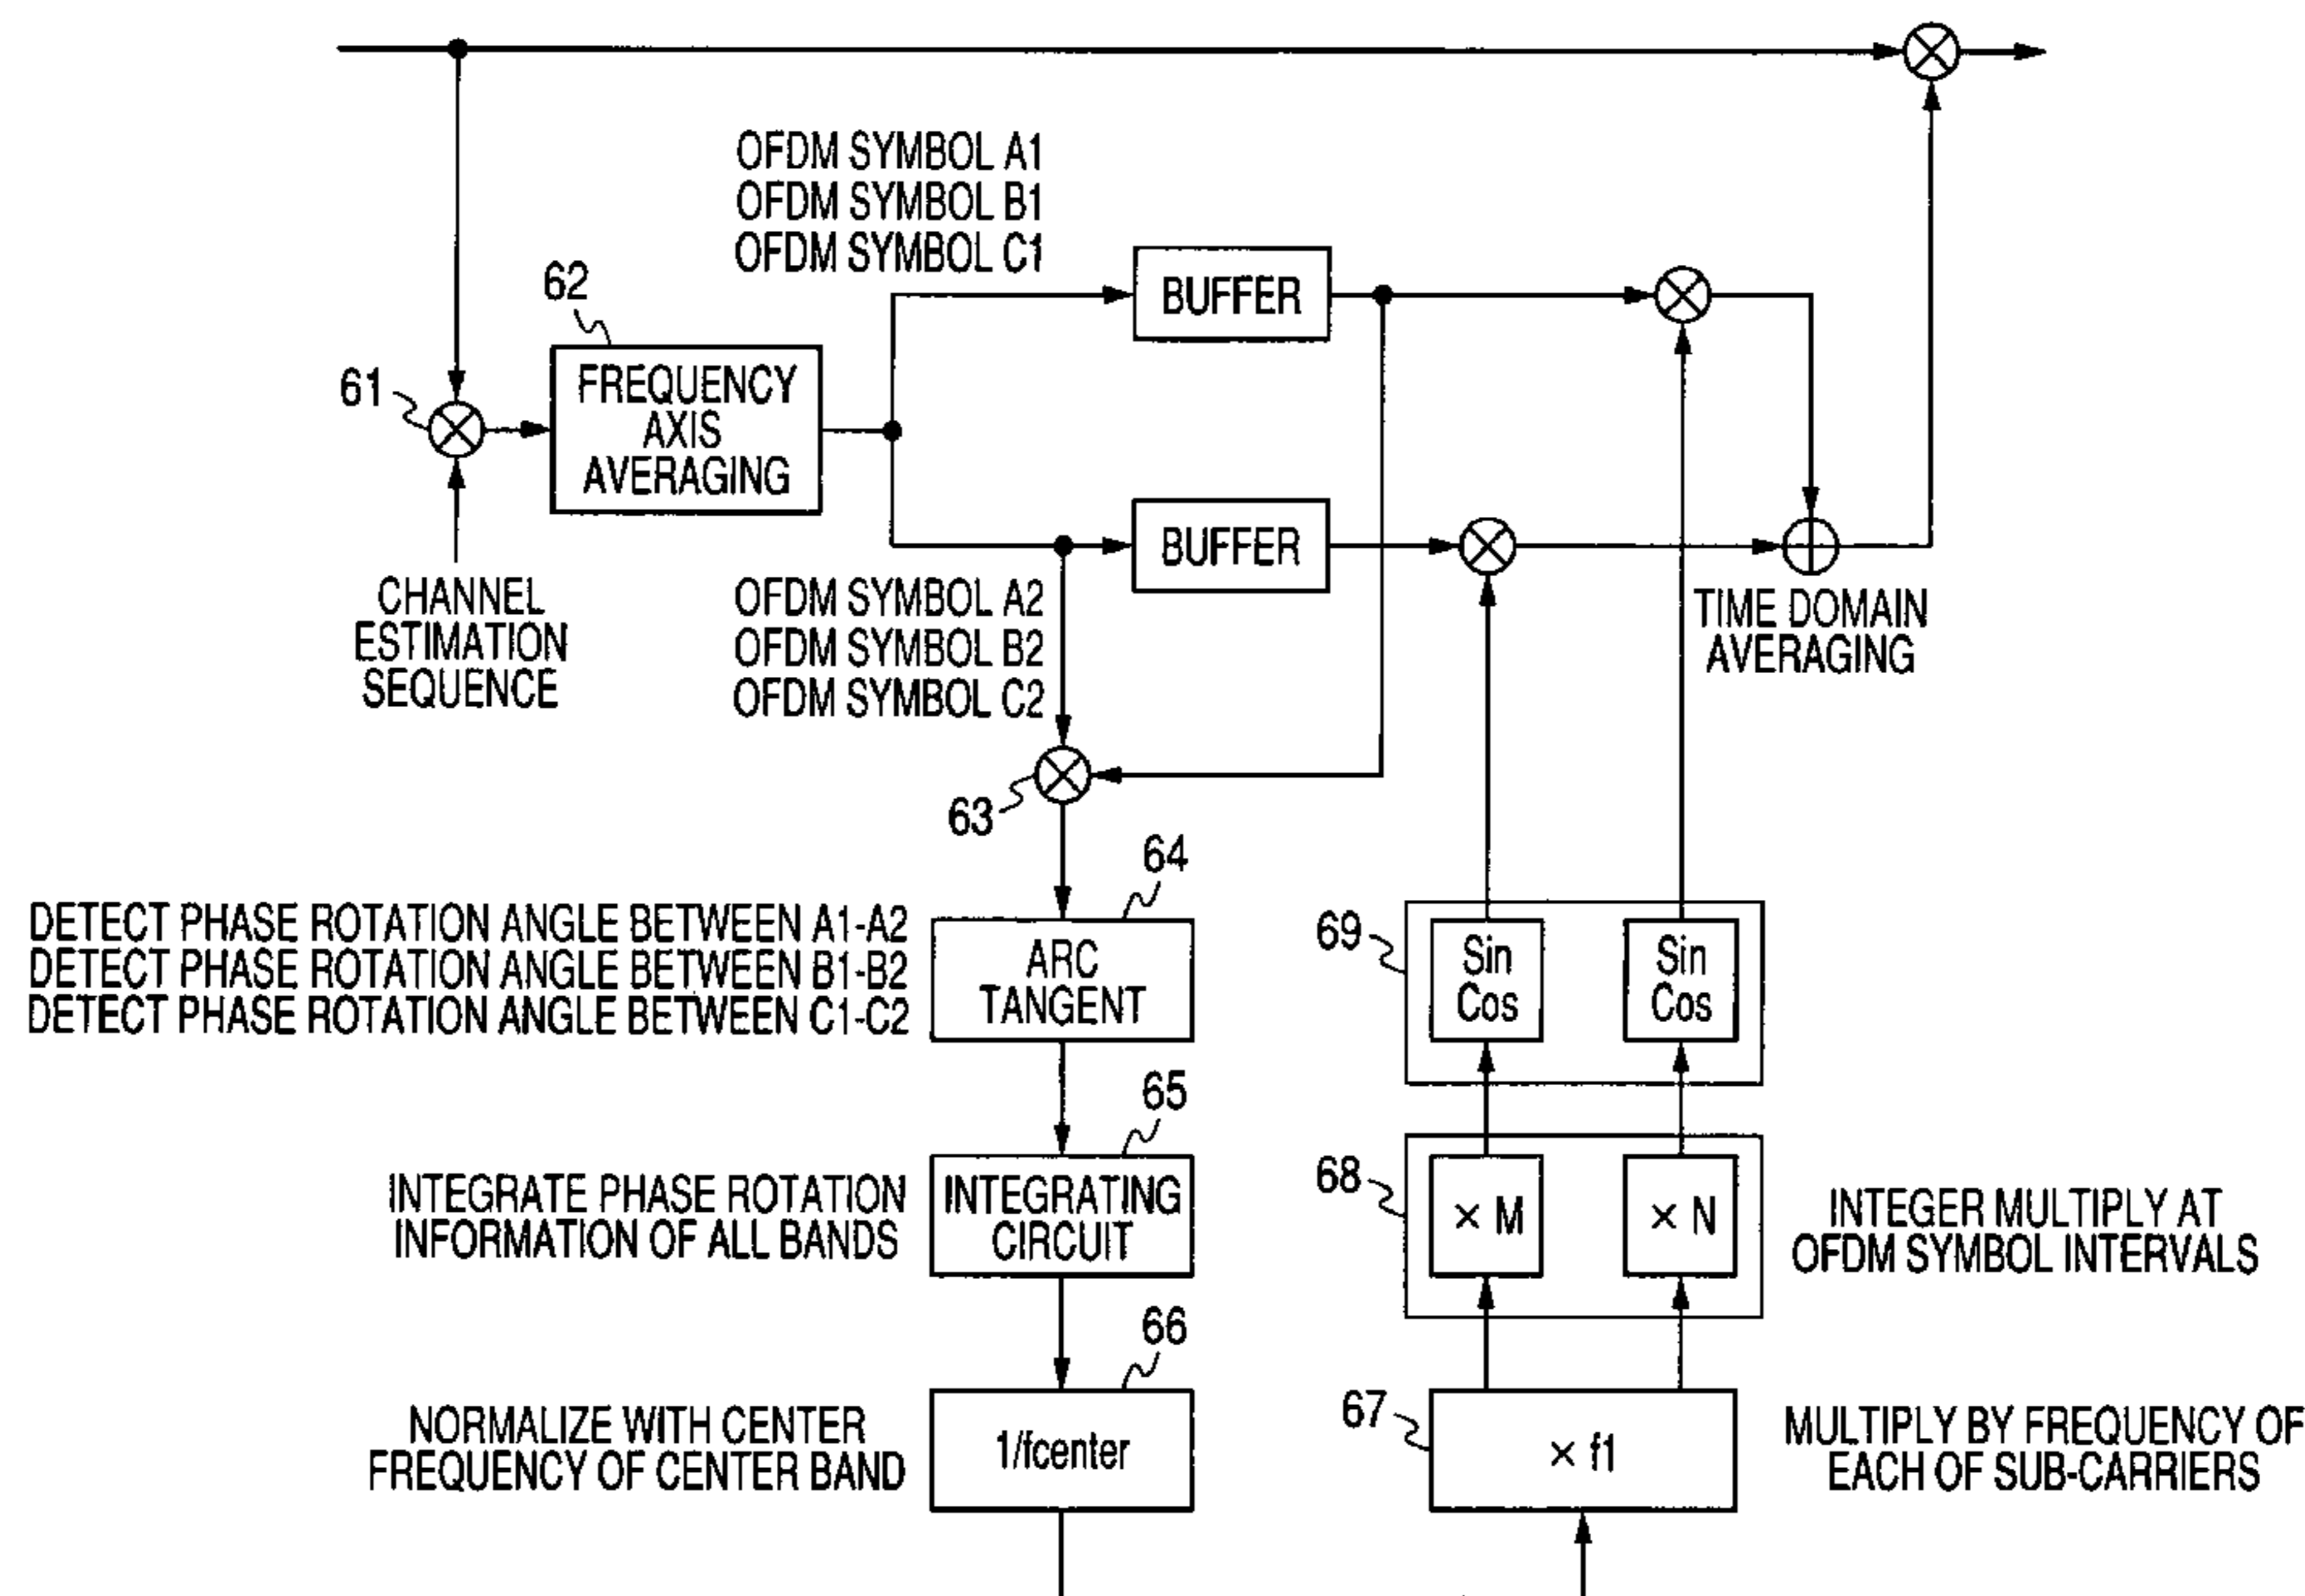 OFDM SYMBOL A1
OFDM SYMBOL B1
OFDM SYMBOL C1
62
BUFFER
61
FREQUENCY
AXIS
AVERAGING
BUFFER
CHANNEL
ESTIMATION
SEQUENCE
OFDM SYMBOL A2
OFDM SYMBOL B2
OFDM SYMBOL C2
TIME DOMAIN
AVERAGING
63
64
DETECT PHASE ROTATION ANGLE BETWEEN A1-A2
DETECT PHASE ROTATION ANGLE BETWEEN B1-B2
DETECT PHASE ROTATION ANGLE BETWEEN C1-C2
ARC
TANGENT
69
Sin
Cos
Sin
Cos
65
INTEGRATE PHASE ROTATION
INFORMATION OF ALL BANDS
INTEGRATING
CIRCUIT
68
× M
× N
INTEGER MULTIPLY AT
OFDM SYMBOL INTERVALS
66
NORMALIZE WITH CENTER
FREQUENCY OF CENTER BAND
1/fcenter
67
× f1
MULTIPLY BY FREQUENCY OF
EACH OF SUB-CARRIERS